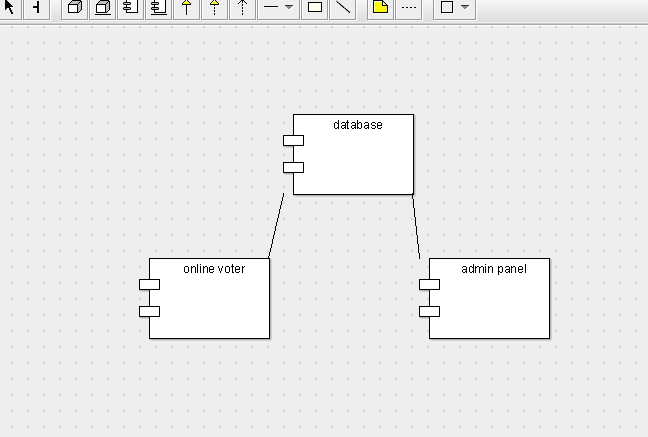 database
online voter
admin panel